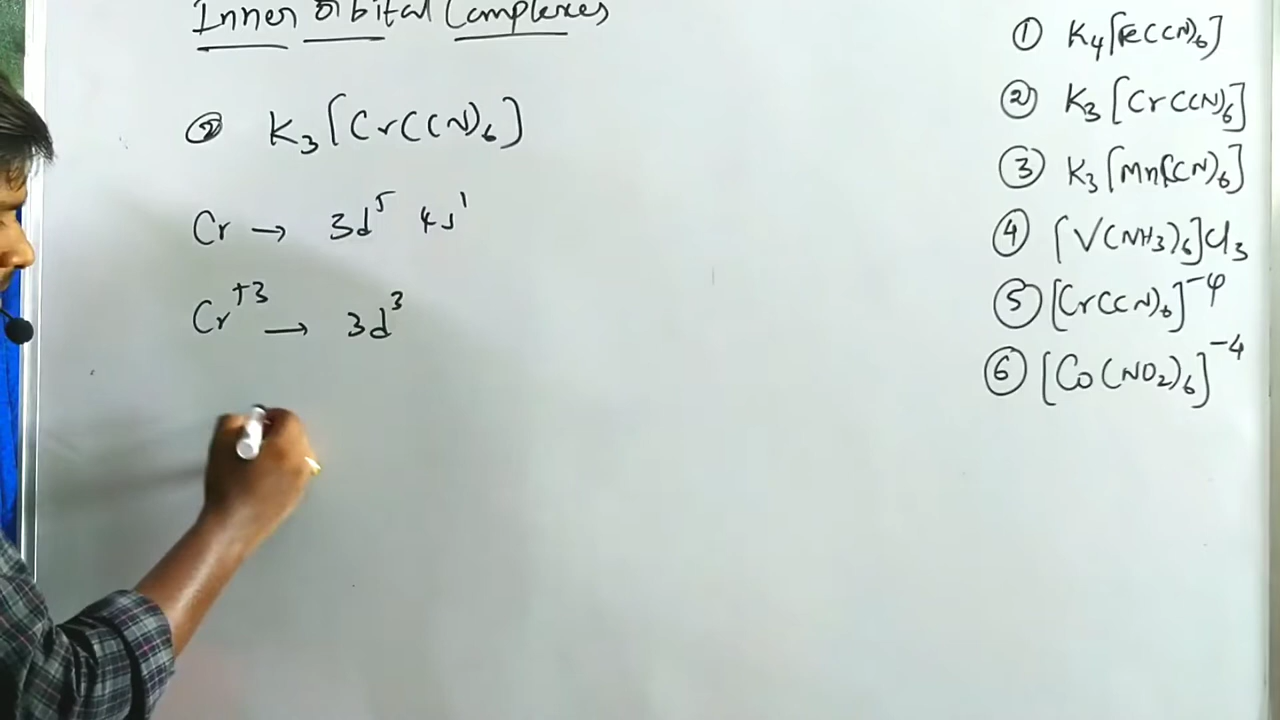 Inner Orbital Complexes
② K₃[Cr(CN)₆]
Cr → 3d⁵ 4s¹
Cr⁺³ → 3d³
① K₄[Fe(CN)₆]
② K₃[Cr(CN)₆]
③ K₃[Mn(CN)₆]
④ [V(NH₃)₆]Cl₃
⑤ [Cr(CN)₆]⁻⁴
⑥ [Co(NO₂)₆]⁻⁴